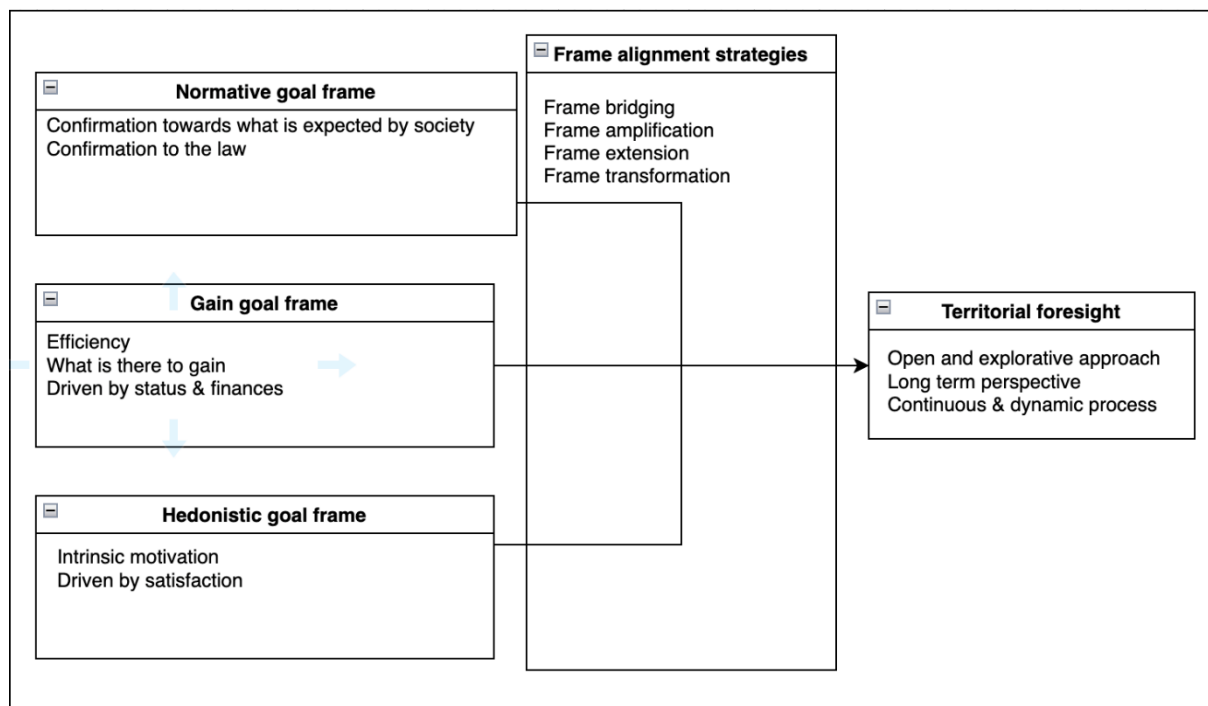 Normative goal frame
Confirmation towards what is expected by society
Confirmation to the law
Gain goal frame
Efficiency
What is there to gain
Driven by status & finances
Hedonistic goal frame
Intrinsic motivation
Driven by satisfaction
Frame alignment strategies
Frame bridging
Frame amplification
Frame extension
Frame transformation
Territorial foresight
Open and explorative approach
Long term perspective
Continuous & dynamic process